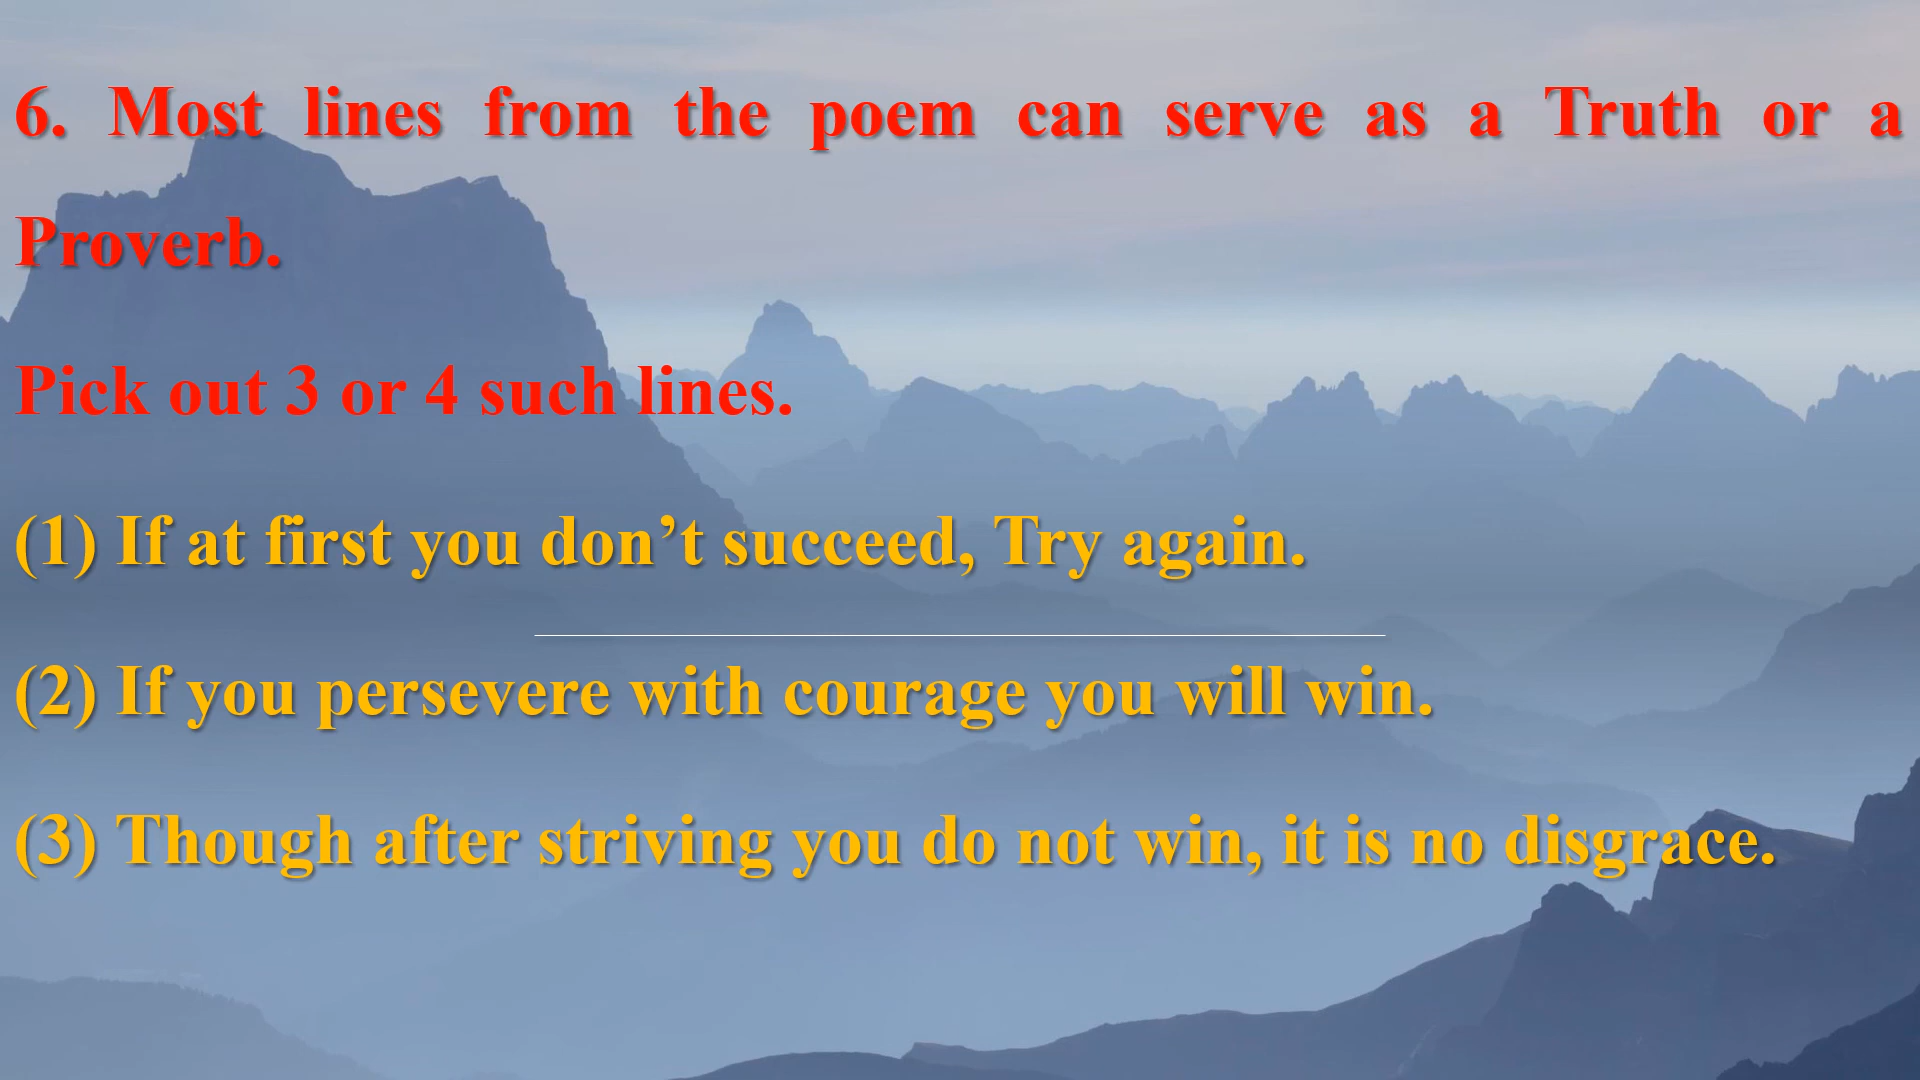 6. Most lines from the poem can serve as a Truth or a
Proverb.
Pick out 3 or 4 such lines.
(1) If at first you don’t succeed, Try again.
(2) If you persevere with courage you will win.
(3) Though after striving you do not win, it is no disgrace.